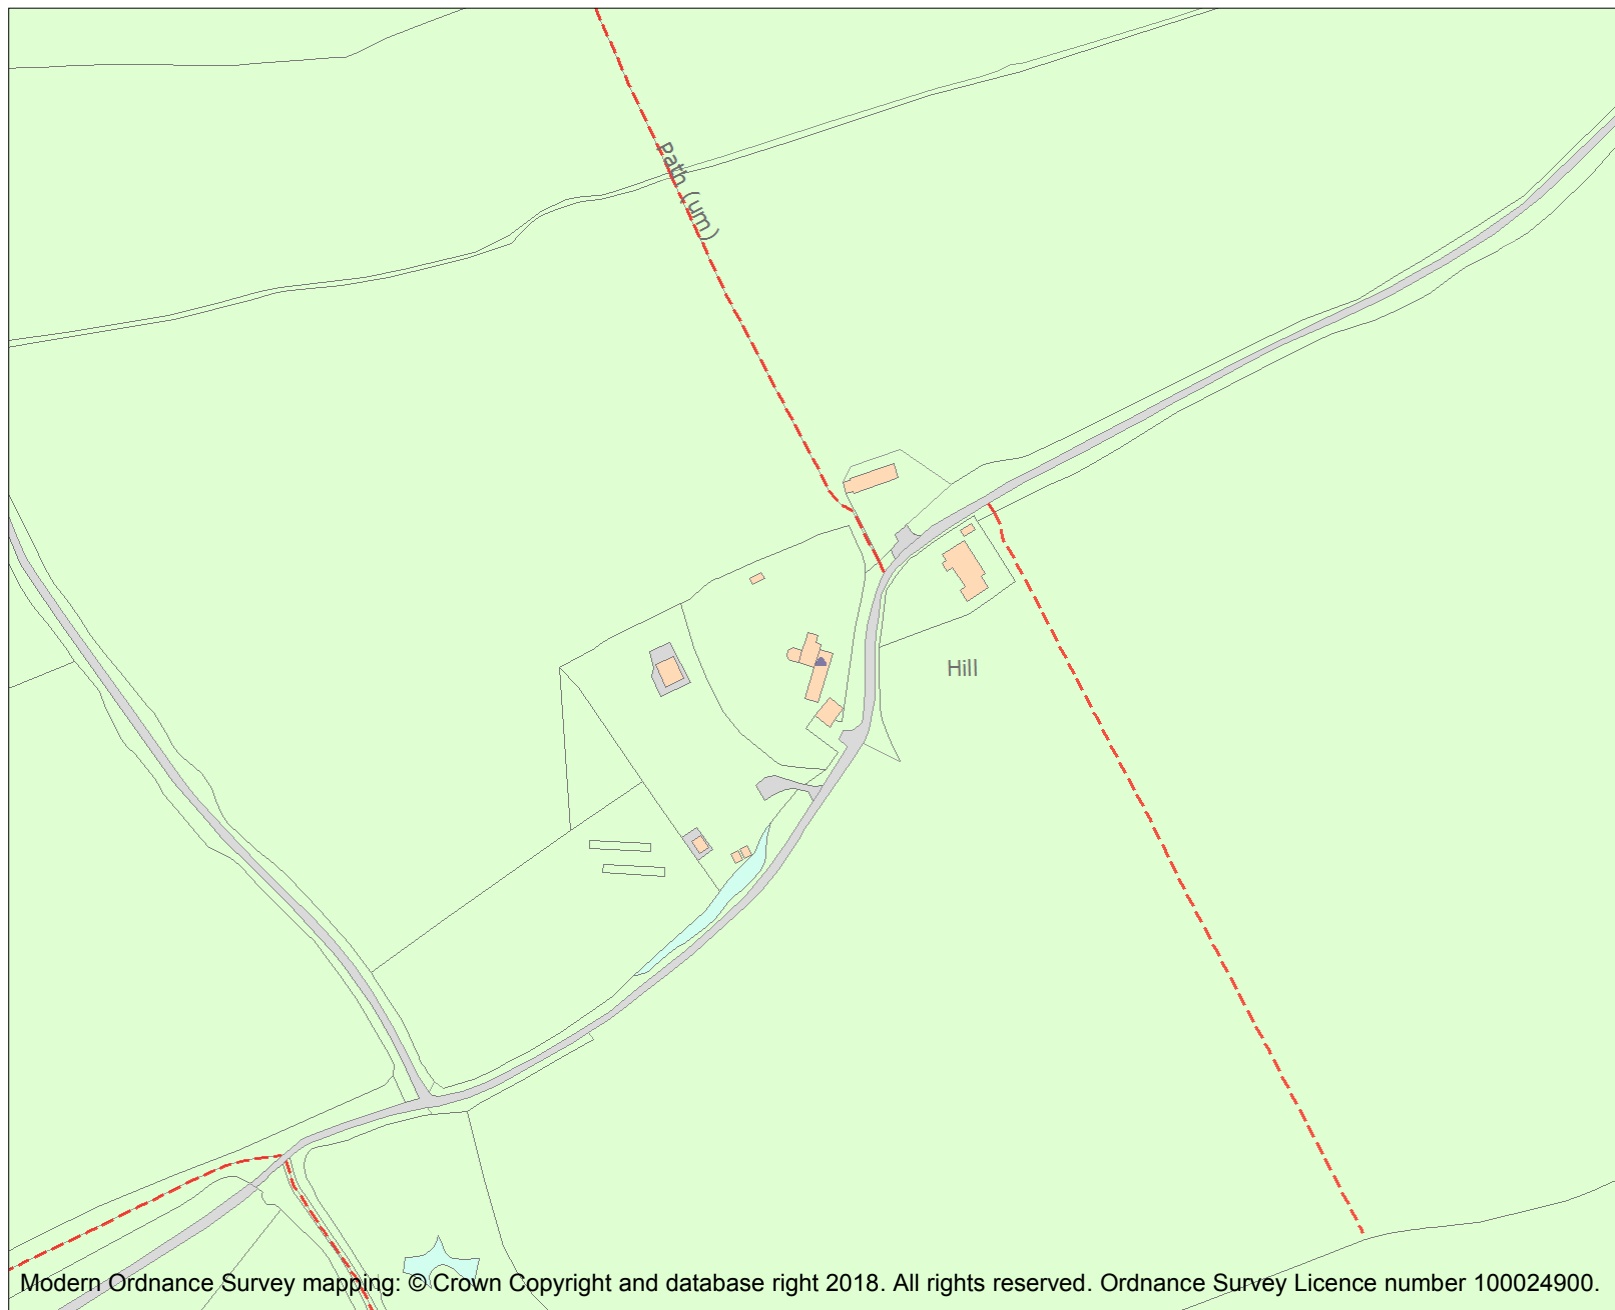 Path (um)
Hill
Modern Ordnance Survey mapping: © Crown Copyright and database right 2018. All rights reserved. Ordnance Survey Licence number 100024900.